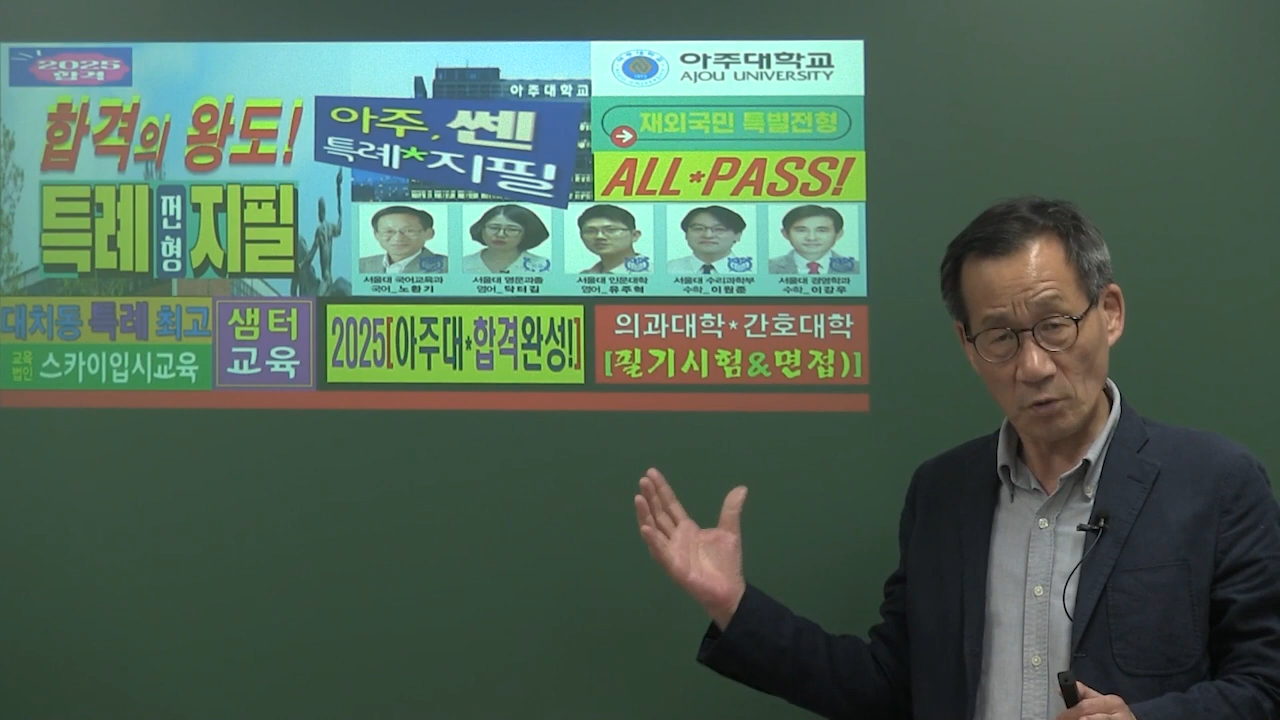 2025
합격
합격의 왕도!
특례 전형 지필
아주대학교
아주, 쎈
특례*지필
아주대학교
AJOU UNIVERSITY
재외국민 특별전형
ALL*PASS!
서울대 국어교육과
국어_노환기
서울대 영문과졸
영어_닥터김
서울대 인문대학
영어_유주혁
서울대 수리과학부
수학_이원준
서울대 경영학과
수학_이강우
대치동 특례 최고
교육
법인
스카이입시교육
샘터
교육
2025[아주대*합격완성!]
의과대학*간호대학
[필기시험&면접)]